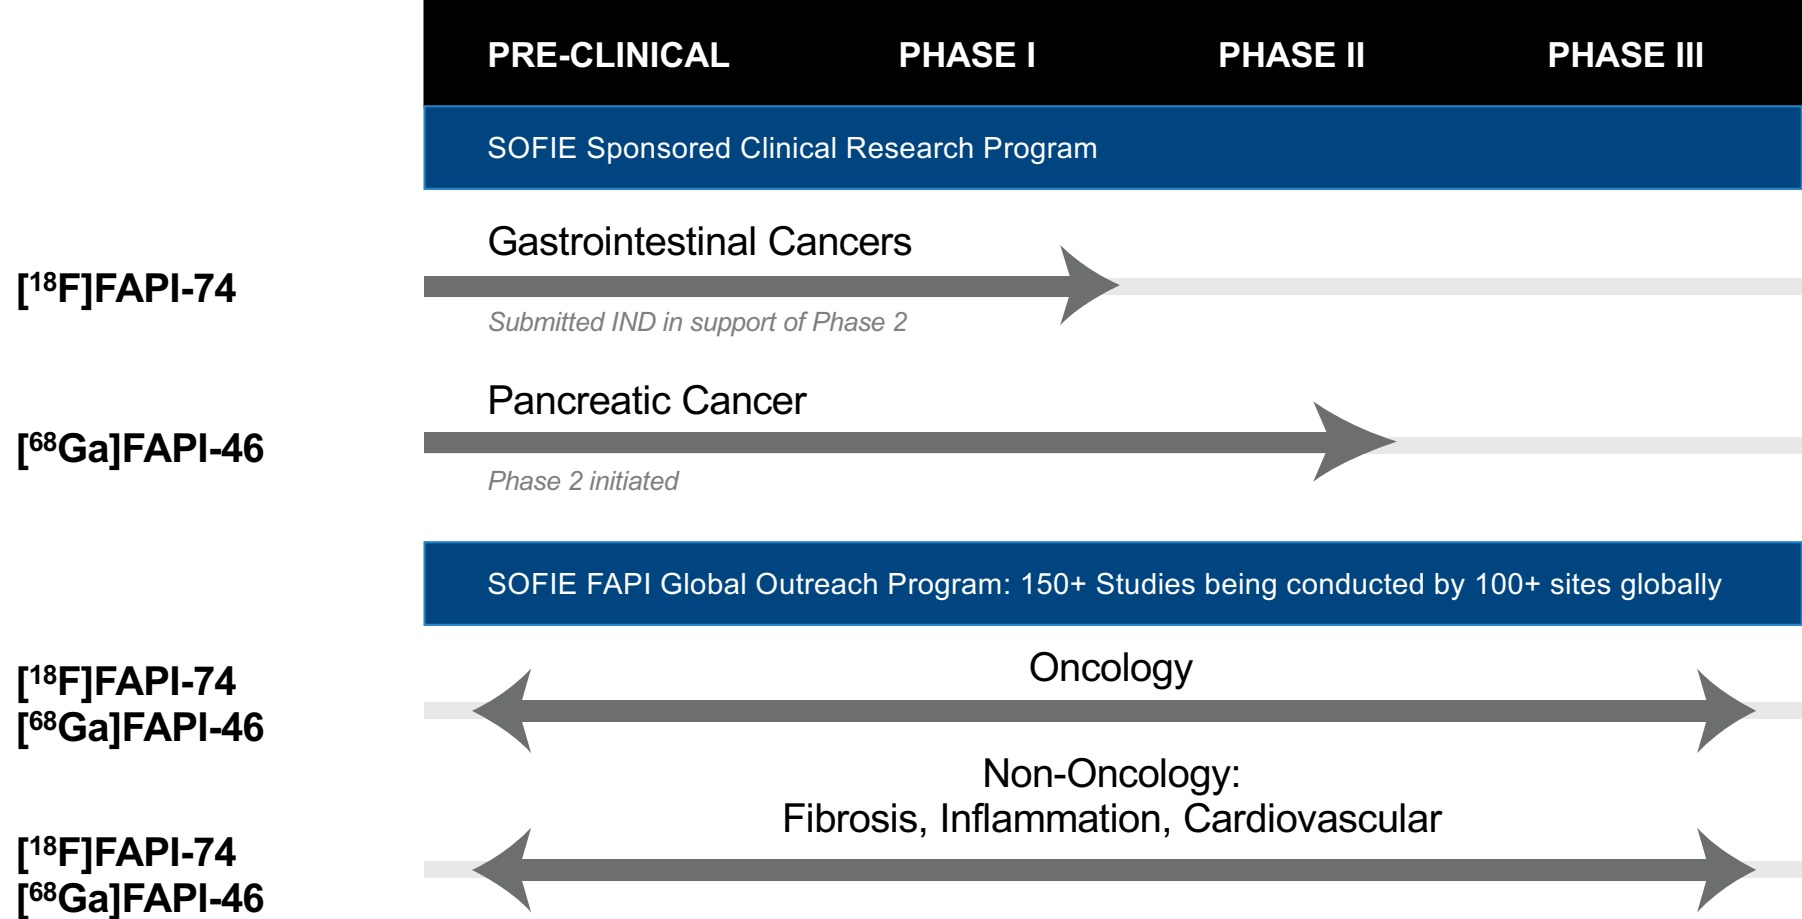 PRE-CLINICAL PHASE I PHASE II PHASE III
SOFIE Sponsored Clinical Research Program
Gastrointestinal Cancers
[18F]FAPI-74
Submitted IND in support of Phase 2
Pancreatic Cancer
[68Ga]FAPI-46
Phase 2 initiated
SOFIE FAPI Global Outreach Program: 150+ Studies being conducted by 100+ sites globally
Oncology
[18F]FAPI-74
[68Ga]FAPI-46
Non-Oncology:
Fibrosis, Inflammation, Cardiovascular
[18F]FAPI-74
[68Ga]FAPI-46